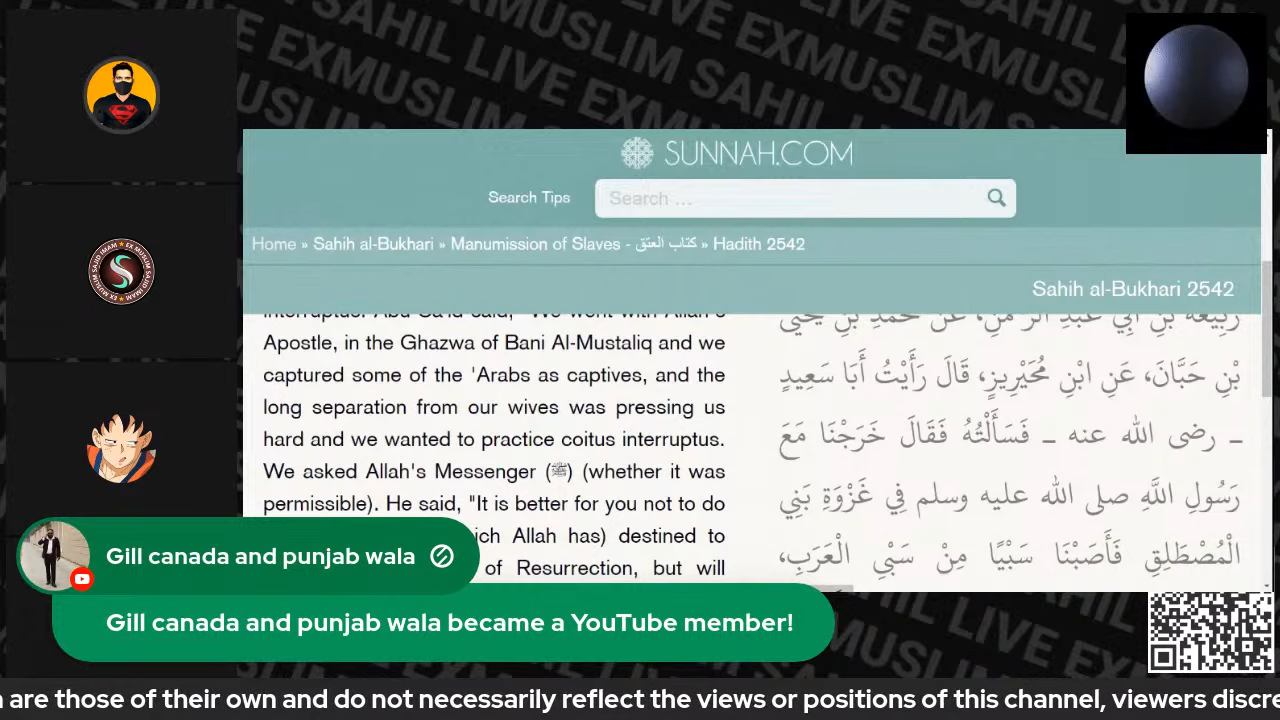 SUNNAH.COM
Search Tips
Search ...
Home » Sahih al-Bukhari » Manumission of Slaves - كتاب العتق » Hadith 2542
Sahih al-Bukhari 2542
Apostle, in the Ghazwa of Bani Al-Mustaliq and we
captured some of the 'Arabs as captives, and the
long separation from our wives was pressing us
hard and we wanted to practice coitus interruptus.
We asked Allah's Messenger (ﷺ) (whether it was
permissible). He said, "It is better for you not to do
ich Allah has) destined to
of Resurrection, but will
بْنِ حَبَّانَ، عَنِ ابْنِ مُحَيْرِيزٍ، قَالَ رَأَيْتُ أَبَا سَعِيدٍ
ـ رضى الله عنه ـ فَسَأَلْتُهُ فَقَالَ خَرَجْنَا مَعَ
رَسُولِ اللَّهِ صلى الله عليه وسلم فِي غَزْوَةِ بَنِي
الْمُصْطَلِقِ فَأَصَبْنَا سَبْيًا مِنْ سَبْىِ الْعَرَبِ،
Gill canada and punjab wala
Gill canada and punjab wala became a YouTube member!
are those of their own and do not necessarily reflect the views or positions of this channel, viewers discre
EXMUSLIM SAHIL LIVE